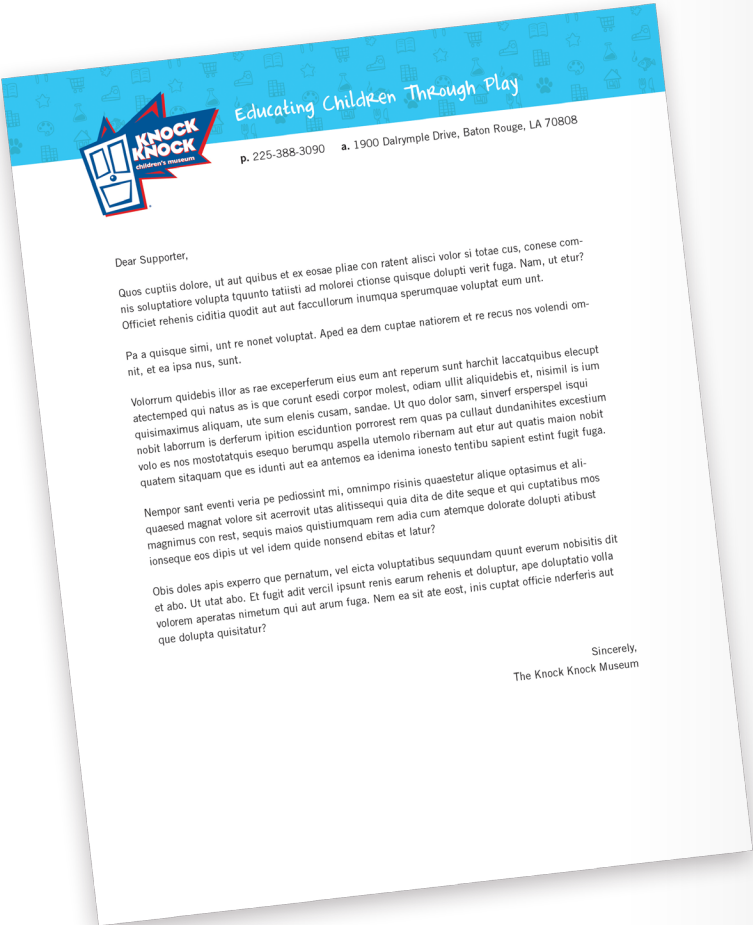 Educating Children Through Play
KNOCK
KNOCK
children's museum
p. 225-388-3090 a. 1900 Dalrymple Drive, Baton Rouge, LA 70808
Dear Supporter,
Quos cuptiis dolore, ut aut quibus et ex eosae pliae con ratent alisci volor si totae cus, conese com-
nis soluptatiore volupta tquunto tatiisti ad molorei ctionse quisque dolupti verit fuga. Nam, ut etur?
Officiet rehenis ciditia quodit aut aut faccullorum inumqua sperumquae voluptat eum unt.
Pa a quisque simi, unt re nonet voluptat. Aped ea dem cuptae natiorem et re recus nos volendi om-
nit, et ea ipsa nus, sunt.
Volorrum quidebis illor as rae exceperferum eius eum ant reperum sunt harchit laccatquibus elecupt
atectemped qui natus as is que corunt esedi corpor molest, odiam ullit aliquidebis et, nisimil is ium
quisimaximus aliquam, ute sum elenis cusam, sandae. Ut quo dolor sam, sinverf ersperspel isqui
nobit laborrum is derferum ipition esciduntion porrorest rem quas pa cullaut dundanihites excestium
volo es nos mostotatquis esequo berumqu aspella utemolo ribernam aut etur aut quatis maion nobit
quatem sitaquam que es idunti aut ea antemos ea idenima ionesto tentibu sapient estint fugit fuga.
Nempor sant eventi veria pe pediossint mi, omnimpo risinis quaestetur alique optasimus et ali-
quaesed magnat volore sit acerrovit utas alitissequi quia dita de dite seque et qui cuptatibus mos
magnimus con rest, sequis maios quistiumquam rem adia cum atemque dolorate dolupti atibust
ionseque eos dipis ut vel idem quide nonsend ebitas et latur?
Obis doles apis experro que pernatum, vel eicta voluptatibus sequundam quunt everum nobisitis dit
et abo. Ut utat abo. Et fugit adit vercil ipsunt renis earum rehenis et doluptur, ape doluptatio volla
volorem aperatas nimetum qui aut arum fuga. Nem ea sit ate eost, inis cuptat officie nderferis aut
que dolupta quisitatur?
Sincerely,
The Knock Knock Museum